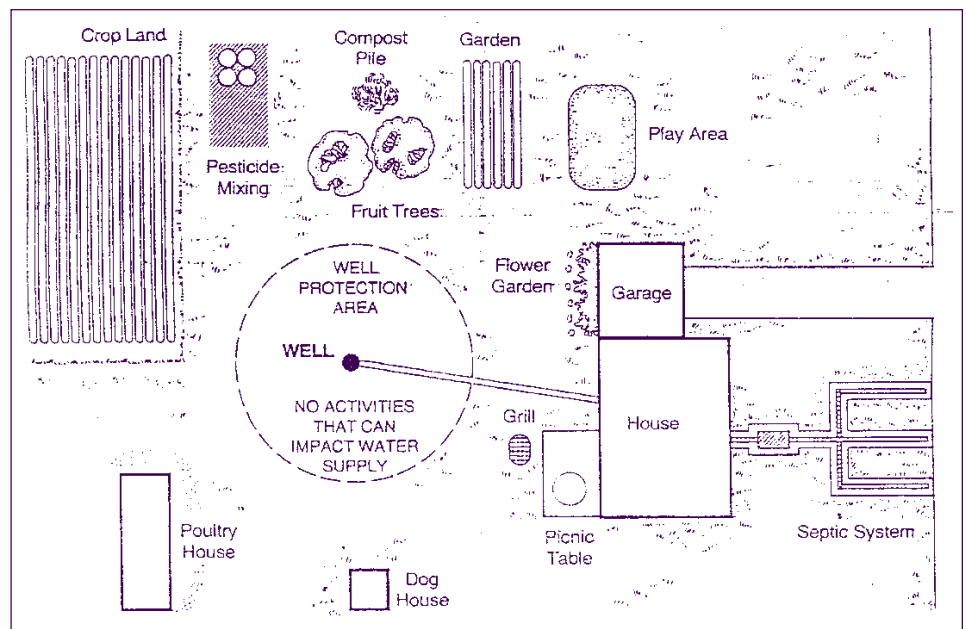 Crop Land
Compost
Pile
Garden
Play Area
Pesticide
Mixing
Fruit Trees
WELL
PROTECTION
AREA
Flower
Garden
Garage
WELL
NO ACTIVITIES
THAT CAN
IMPACT WATER
SUPPLY
Grill
House
Poultry
House
Picnic
Table
Septic System
Dog
House